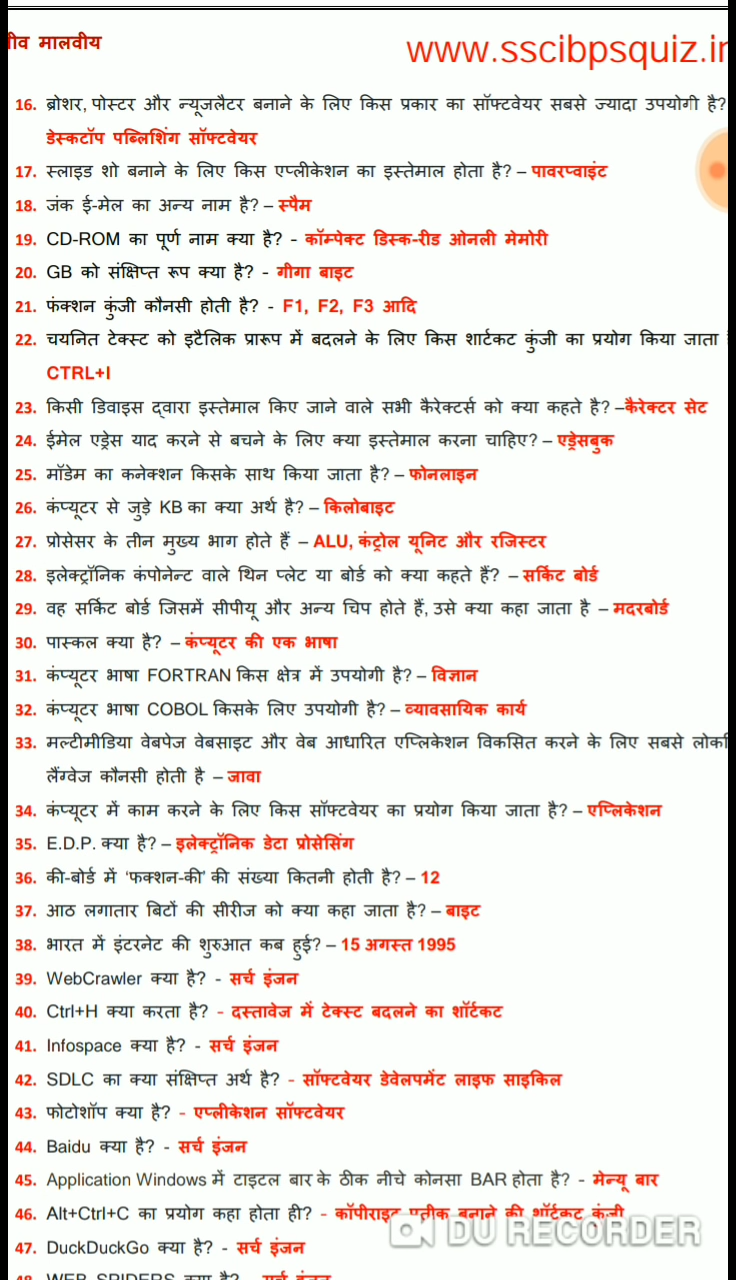 मालवीय
www.sscibpsquiz.in
16. ब्रोशर, पोस्टर और न्यूजलैटर बनाने के लिए किस प्रकार का सॉफ्टवेयर सबसे ज्यादा उपयोगी है?
डेस्कटॉप पब्लिशिंग सॉफ्टवेयर
17. स्लाइड शो बनाने के लिए किस एप्लीकेशन का इस्तेमाल होता है? – पावरप्वाइंट
18. जंक ई-मेल का अन्य नाम है? – स्पैम
19. CD-ROM का पूर्ण नाम क्या है? - कॉम्पेक्ट डिस्क-रीड ओनली मेमोरी
20. GB को संक्षिप्त रूप क्या है? - गीगा बाइट
21. फंक्शन कुंजी कौनसी होती है? - F1, F2, F3 आदि
22. चयनित टेक्स्ट को इटैलिक प्रारूप में बदलने के लिए किस शार्टकट कुंजी का प्रयोग किया जाता
CTRL+I
23. किसी डिवाइस द्वारा इस्तेमाल किए जाने वाले सभी कैरेक्टर्स को क्या कहते है? –कैरेक्टर सेट
24. ईमेल एड्रेस याद करने से बचने के लिए क्या इस्तेमाल करना चाहिए? – एड्रेसबुक
25. मॉडेम का कनेक्शन किसके साथ किया जाता है? – फोनलाइन
26. कंप्यूटर से जुड़े KB का क्या अर्थ है? – किलोबाइट
27. प्रोसेसर के तीन मुख्य भाग होते हैं – ALU, कंट्रोल यूनिट और रजिस्टर
28. इलेक्ट्रॉनिक कंपोनेन्ट वाले थिन प्लेट या बोर्ड को क्या कहते हैं? – सर्किट बोर्ड
29. वह सर्किट बोर्ड जिसमें सीपीयू और अन्य चिप होते हैं, उसे क्या कहा जाता है – मदरबोर्ड
30. पास्कल क्या है? – कंप्यूटर की एक भाषा
31. कंप्यूटर भाषा FORTRAN किस क्षेत्र में उपयोगी है? – विज्ञान
32. कंप्यूटर भाषा COBOL किसके लिए उपयोगी है? – व्यावसायिक कार्य
33. मल्टीमीडिया वेबपेज वेबसाइट और वेब आधारित एप्लिकेशन विकसित करने के लिए सबसे
लैंग्वेज कौनसी होती है – जावा
34. कंप्यूटर में काम करने के लिए किस सॉफ्टवेयर का प्रयोग किया जाता है? – एप्लिकेशन
35. E.D.P. क्या है? – इलेक्ट्रॉनिक डेटा प्रोसेसिंग
36. की-बोर्ड में 'फक्शन-की' की संख्या कितनी होती है? – 12
37. आठ लगातार बिटों की सीरीज को क्या कहा जाता है? – बाइट
38. भारत में इंटरनेट की शुरुआत कब हुई? – 15 अगस्त 1995
39. WebCrawler क्या है? - सर्च इंजन
40. Ctrl+H क्या करता है? - दस्तावेज में टेक्स्ट बदलने का शॉर्टकट
41. Infospace क्या है? - सर्च इंजन
42. SDLC का क्या संक्षिप्त अर्थ है? - सॉफ्टवेयर डेवेलपमेंट लाइफ साइकिल
43. फोटोशॉप क्या है? - एप्लीकेशन सॉफ्टवेयर
44. Baidu क्या है? - सर्च इंजन
45. Application Windows में टाइटल बार के ठीक नीचे कोनसा BAR होता है? - मेन्यू बार
46. Alt+Ctrl+C का प्रयोग कहा होता ही? - कॉपीराइट प्रतीक बनाने की शॉर्टकट कुंजी
DU RECORDER
47. DuckDuckGo क्या है? - सर्च इंजन
48. WEB SPIDERS क्या है? - सर्च इंजन